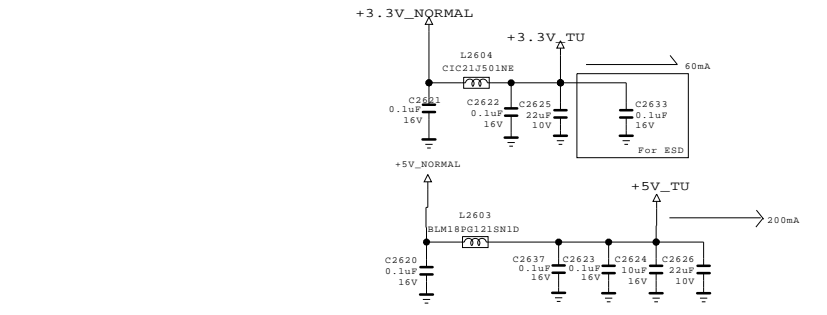 +3.3V_NORMAL
+3.3V_TU
L2604
CIC21J501NE
60mA
C2621
0.1uF
16V
C2622
0.1uF
16V
C2625
22uF
10V
C2633
0.1uF
16V
For ESD
+5V_NORMAL
+5V_TU
L2603
BLM18PG121SN1D
200mA
C2620
0.1uF
16V
C2637
0.1uF
16V
C2623
0.1uF
16V
C2624
10uF
16V
C2626
22uF
10V